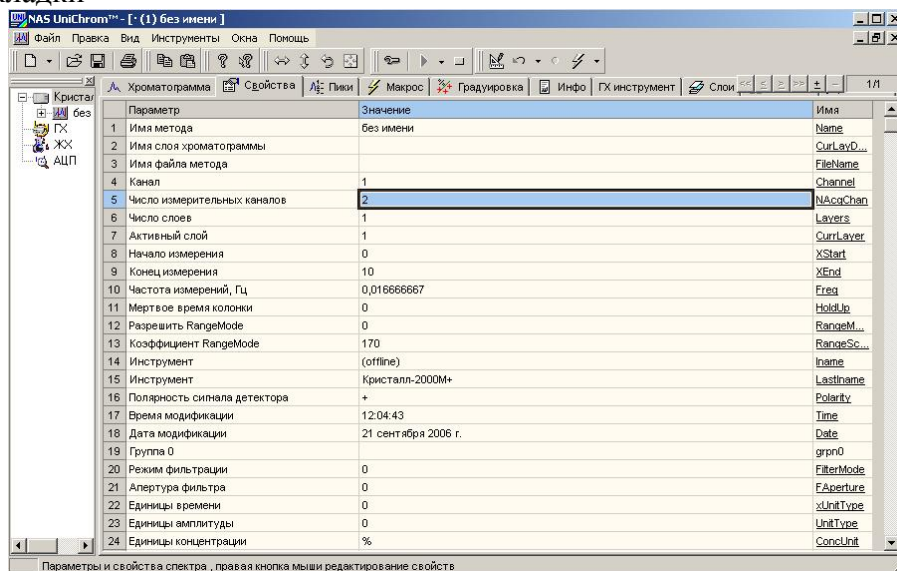 NAS UniChrom™ - [· (1) без имени ]
Файл Правка Вид Инструменты Окна Помощь
Хроматограмма Свойства Пики Макрос Градуировка Инфо ГХ инструмент Слои 1/1
Кристал
без
ГХ
ЖХ
АЦП
Параметр Значение Имя
1 Имя метода без имени Name
2 Имя слоя хроматограммы CurLayD...
3 Имя файла метода FileName
4 Канал 1 Channel
5 Число измерительных каналов 2 NAcqChan
6 Число слоев 1 Layers
7 Активный слой 1 CurrLayer
8 Начало измерения 0 XStart
9 Конец измерения 10 XEnd
10 Частота измерений, Гц 0,016666667 Freq
11 Мертвое время колонки 0 HoldUp
12 Разрешить RangeMode 0 RangeM...
13 Коэффициент RangeMode 170 RangeSc...
14 Инструмент (offline) Iname
15 Инструмент Кристалл-2000М+ LastIname
16 Полярность сигнала детектора + Polarity
17 Время модификации 12:04:43 Time
18 Дата модификации 21 сентября 2006 г. Date
19 Группа 0 grpn0
20 Режим фильтрации 0 FilterMode
21 Апертура фильтра 0 FAperture
22 Единицы времени 0 xUnitType
23 Единицы амплитуды 0 UnitType
24 Единицы концентрации % ConcUnit
Параметры и свойства спектра , правая кнопка мыши редактирование свойств